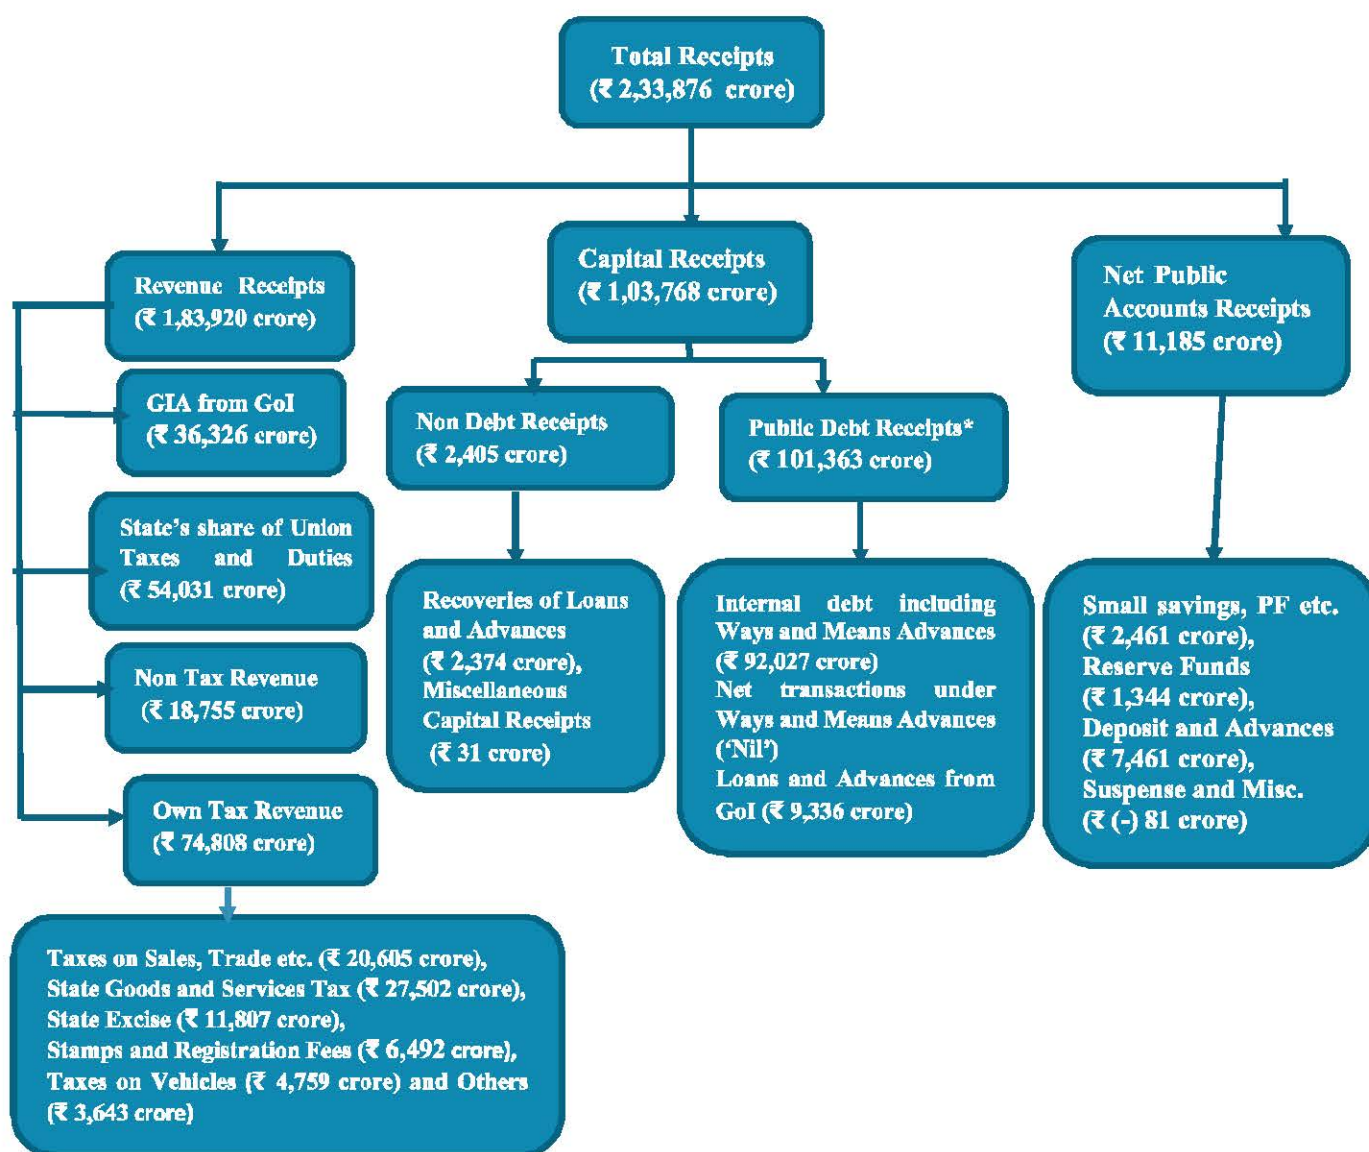 Total Receipts
(₹ 2,33,876 crore)
Revenue Receipts
(₹ 1,83,920 crore)
GIA from GoI
(₹ 36,326 crore)
State's share of Union
Taxes and Duties
(₹ 54,031 crore)
Non Tax Revenue
(₹ 18,755 crore)
Own Tax Revenue
(₹ 74,808 crore)
Taxes on Sales, Trade etc. (₹ 20,605 crore),
State Goods and Services Tax (₹ 27,502 crore),
State Excise (₹ 11,807 crore),
Stamps and Registration Fees (₹ 6,492 crore),
Taxes on Vehicles (₹ 4,759 crore) and Others
(₹ 3,643 crore)
Capital Receipts
(₹ 1,03,768 crore)
Non Debt Receipts
(₹ 2,405 crore)
Recoveries of Loans
and Advances
(₹ 2,374 crore),
Miscellaneous
Capital Receipts
(₹ 31 crore)
Public Debt Receipts*
(₹ 101,363 crore)
Internal debt including
Ways and Means Advances
(₹ 92,027 crore)
Net transactions under
Ways and Means Advances
(‘Nil’)
Loans and Advances from
GoI (₹ 9,336 crore)
Net Public
Accounts Receipts
(₹ 11,185 crore)
Small savings, PF etc.
(₹ 2,461 crore),
Reserve Funds
(₹ 1,344 crore),
Deposit and Advances
(₹ 7,461 crore),
Suspense and Misc.
(₹ (-) 81 crore)